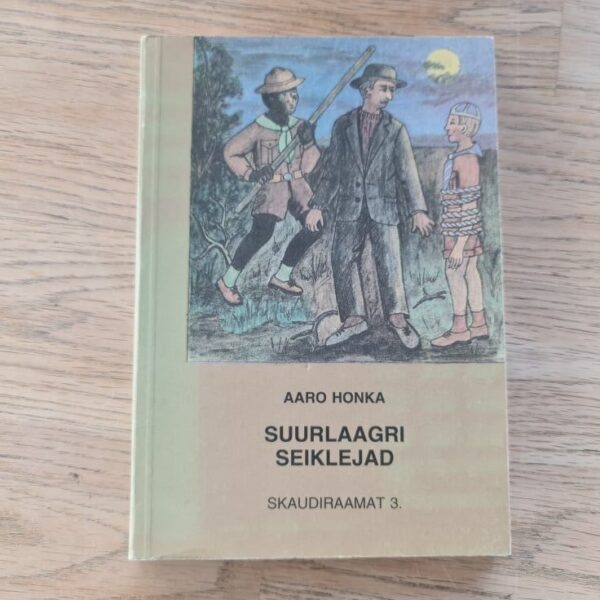 AARO HONKA
SUURLAAGRI
SEIKLEJAD
SKAUDIRAAMAT 3.